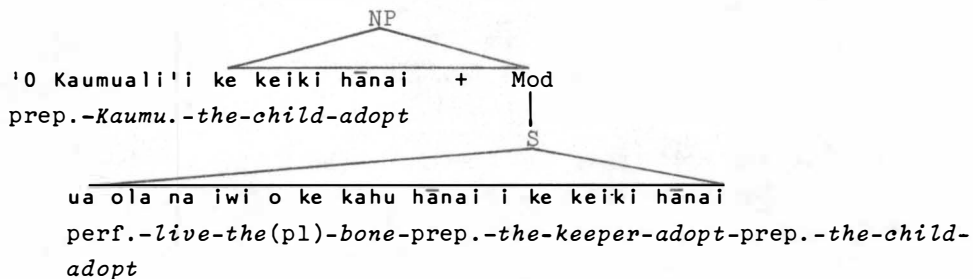 NP
'O Kaumuali'i ke keiki hānai + Mod
prep.-Kaumu.-the-child-adopt
S
ua ola na iwi o ke kahu hānai i ke keiki hānai
perf.-live-the(pl)-bone-prep.-the-keeper-adopt-prep.-the-child-
adopt